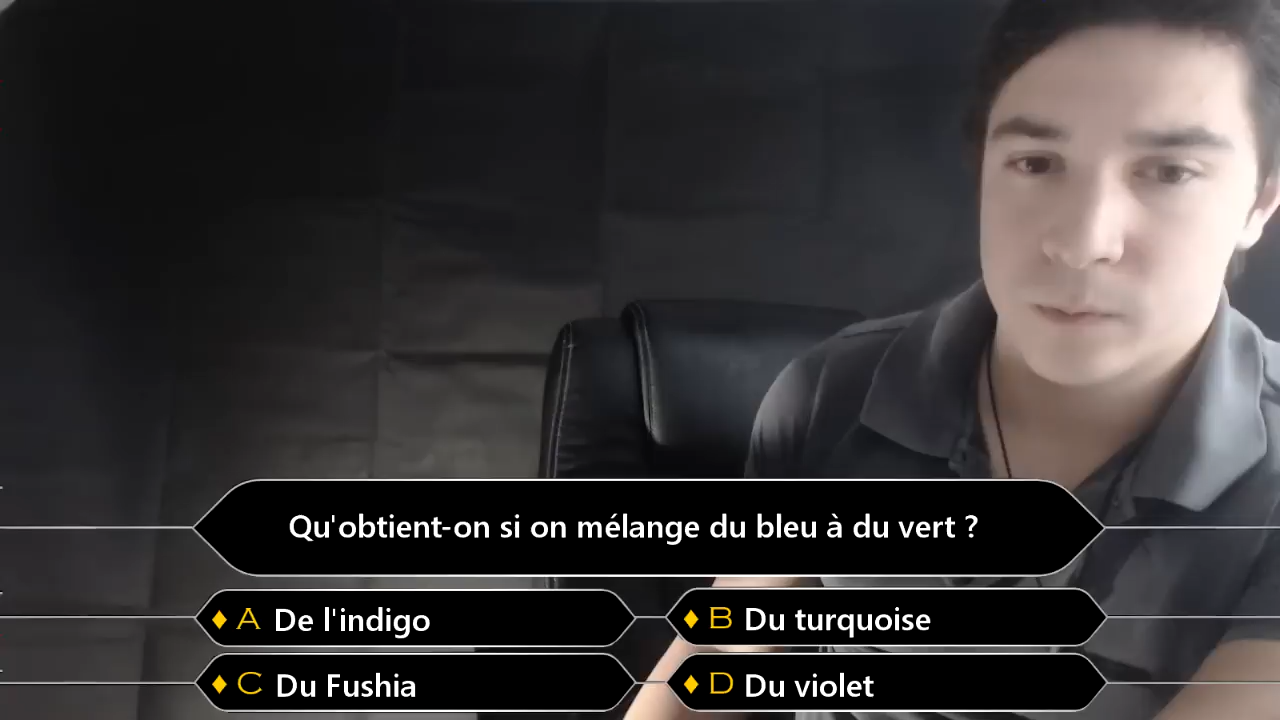 Qu'obtient-on si on mélange du bleu à du vert ?
A De l'indigo
B Du turquoise
C Du Fushia
D Du violet